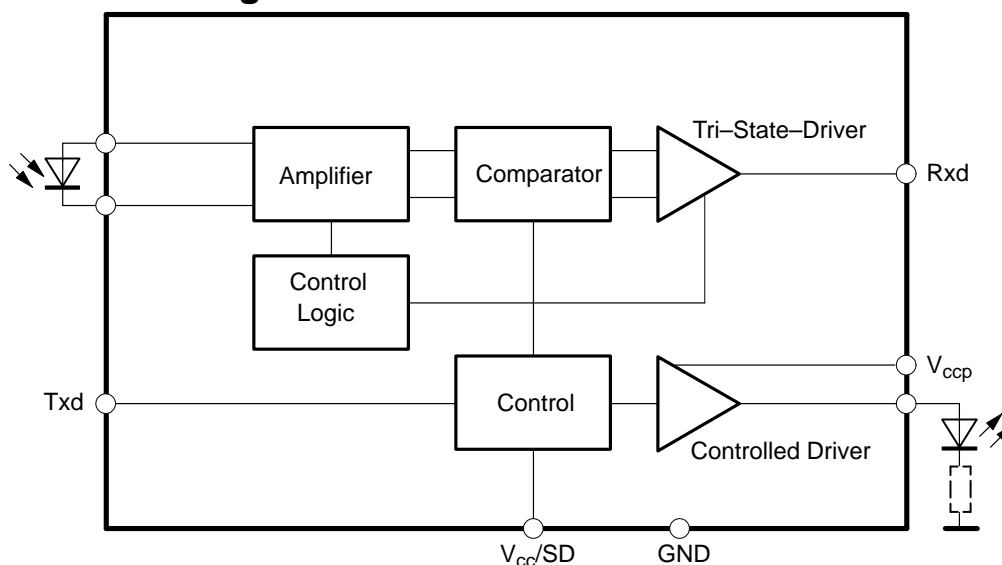 Tri–State–Driver
Amplifier
Comparator
Rxd
Control
Logic
Vccp
Txd
Control
Controlled Driver
Vcc/SD
GND